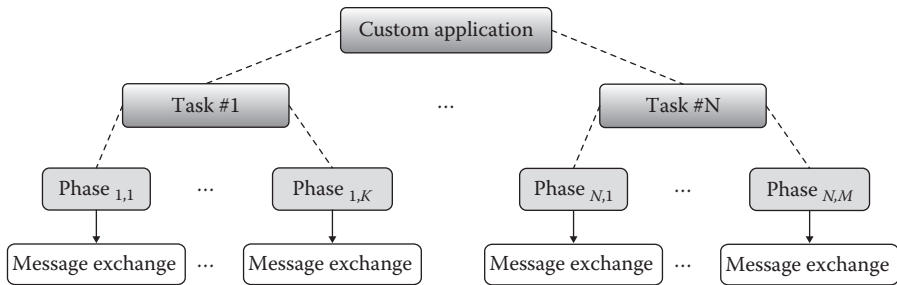 Custom application
Task #1 ... Task #N
Phase 1,1 ... Phase 1,K Phase N,1 ... Phase N,M
Message exchange ... Message exchange Message exchange ... Message exchange